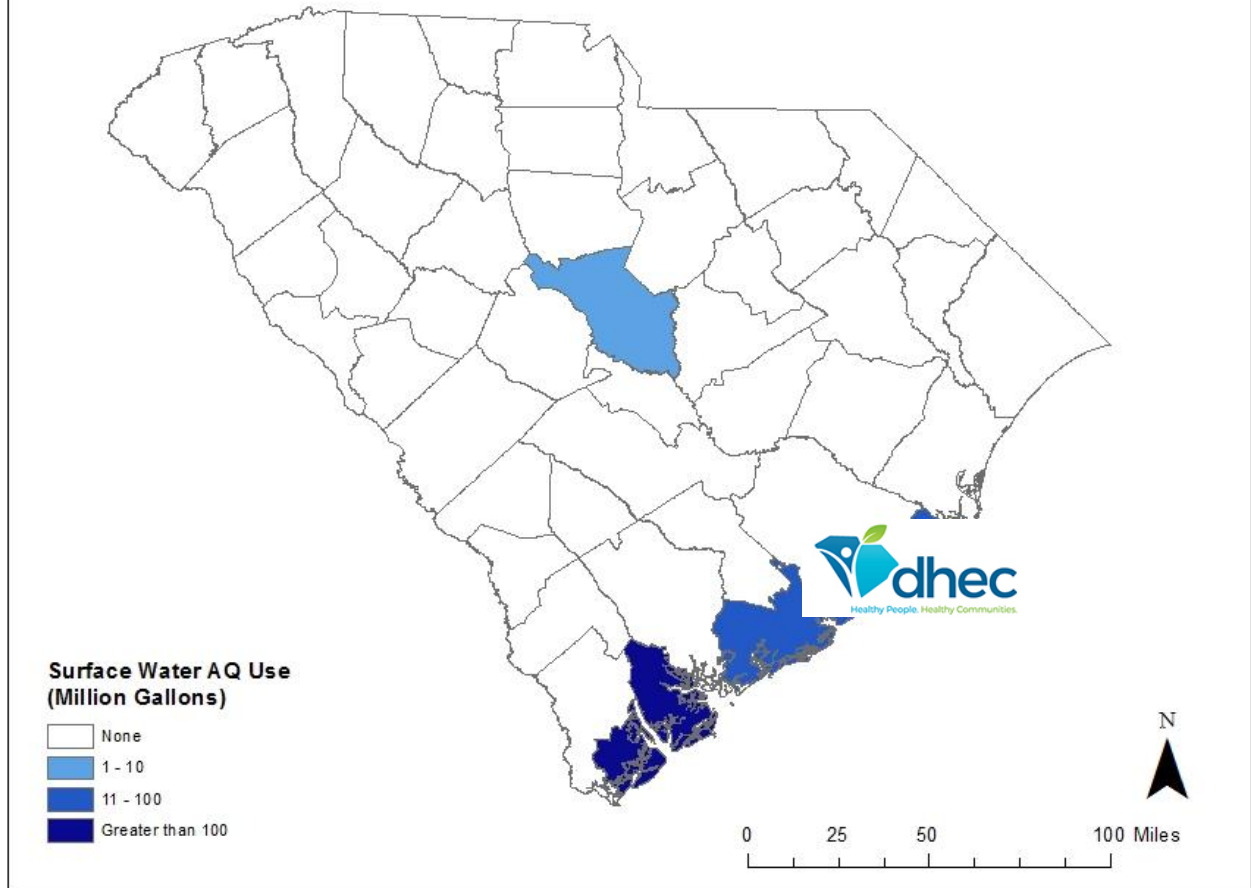 dhec
Healthy People. Healthy Communities.
Surface Water AQ Use
(Million Gallons)
None
1 - 10
11 - 100
Greater than 100
N
0 25 50 100 Miles